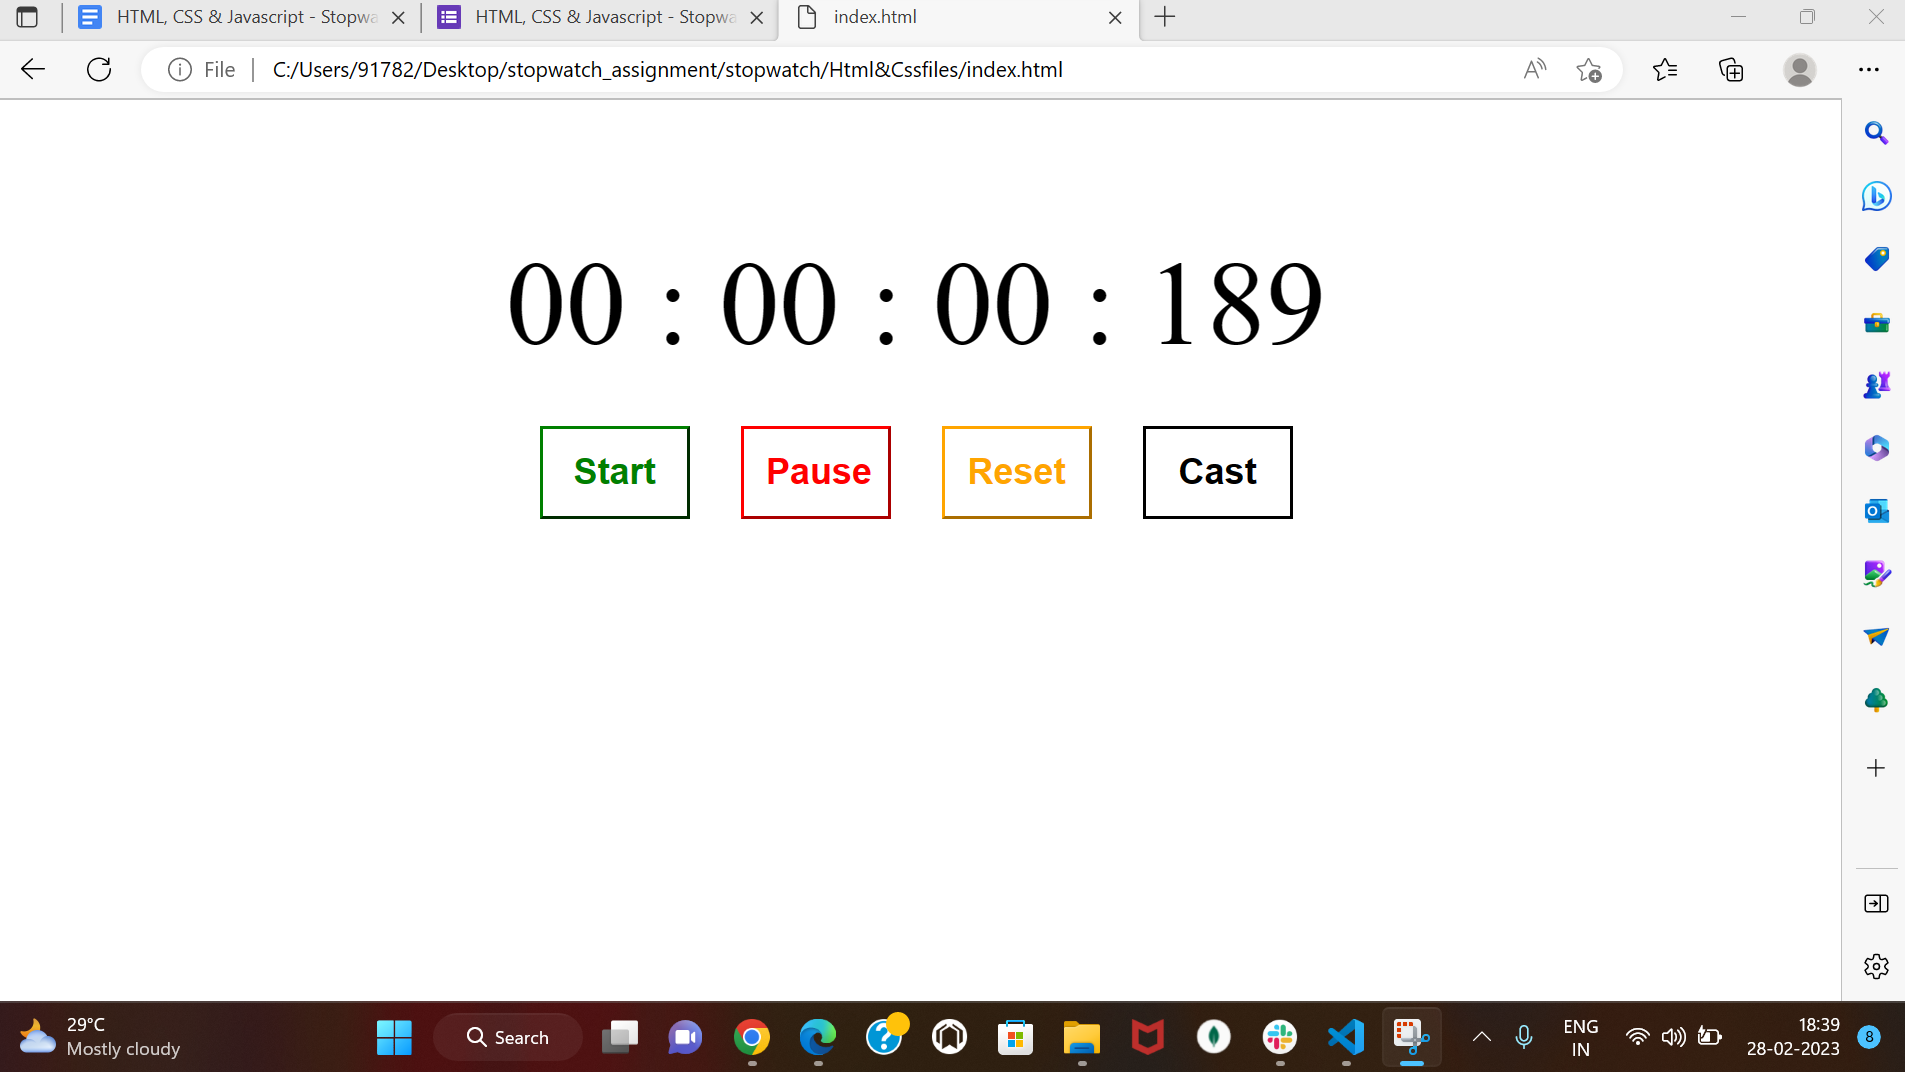 HTML, CSS & Javascript - Stopwa
HTML, CSS & Javascript - Stopwa
index.html
File
C:/Users/91782/Desktop/stopwatch_assignment/stopwatch/Html&Cssfiles/index.html
00 : 00 : 00 : 189
Start Pause Reset Cast
29°C
Mostly cloudy
Search
ENG
IN
18:39
28-02-2023
8